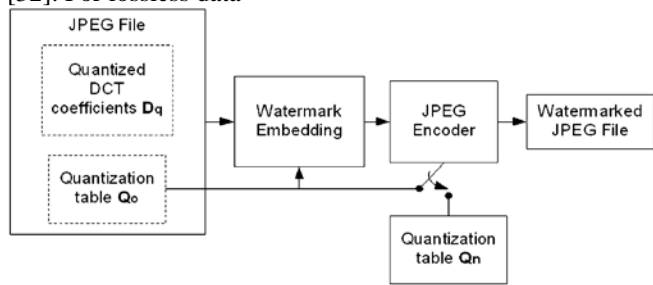 [32]. For lossless data
JPEG File
Quantized
DCT
coefficients Dq
Quantization
table Qo
Watermark
Embedding
JPEG
Encoder
Watermarked
JPEG File
Quantization
table Qn